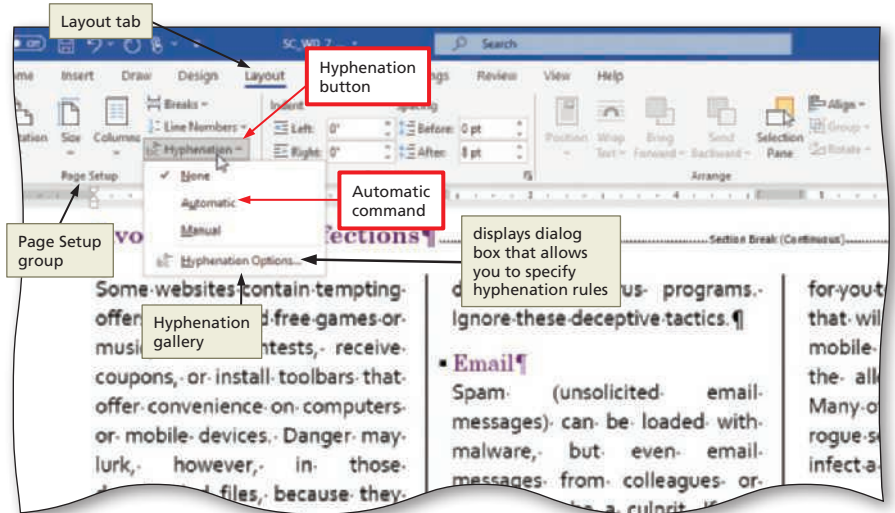 Layout tab
SC_WD_7
Search
Insert Draw Design Layout Review View Help
Hyphenation
button
Size Columns Breaks Indent Spacing
Line Numbers Left: 0" Before: 0 pt
Hyphenation Right: 0" After: 8 pt
Position Wrap Text Bring Forward Send Backward Selection Pane
Align
Group
Rotate
Page Setup Arrange
None
Automatic
Manual
Hyphenation Options...
Automatic
command
Page Setup
group
displays dialog
box that allows
you to specify
hyphenation rules
Hyphenation
gallery
ections¶ Section Break (Continuous)
Some·websites·contain·tempting·
offer free·games·or·
ntests,· receive·
coupons,·or·install·toolbars·that·
offer·convenience·on·computers·
or·mobile·devices.·Danger·may·
lurk,· however,· in· those·
files,·because·they·
programs.·
Ignore·these·deceptive·tactics.¶
Email¶
Spam· (unsolicited· email·
messages)·can·be·loaded·with·
malware,· but· even· email·
messages·from·colleagues·or·
a·culprit.
for·you·t
that·wil
mobile·
the·all
Many·o
rogue·s
infect·a·